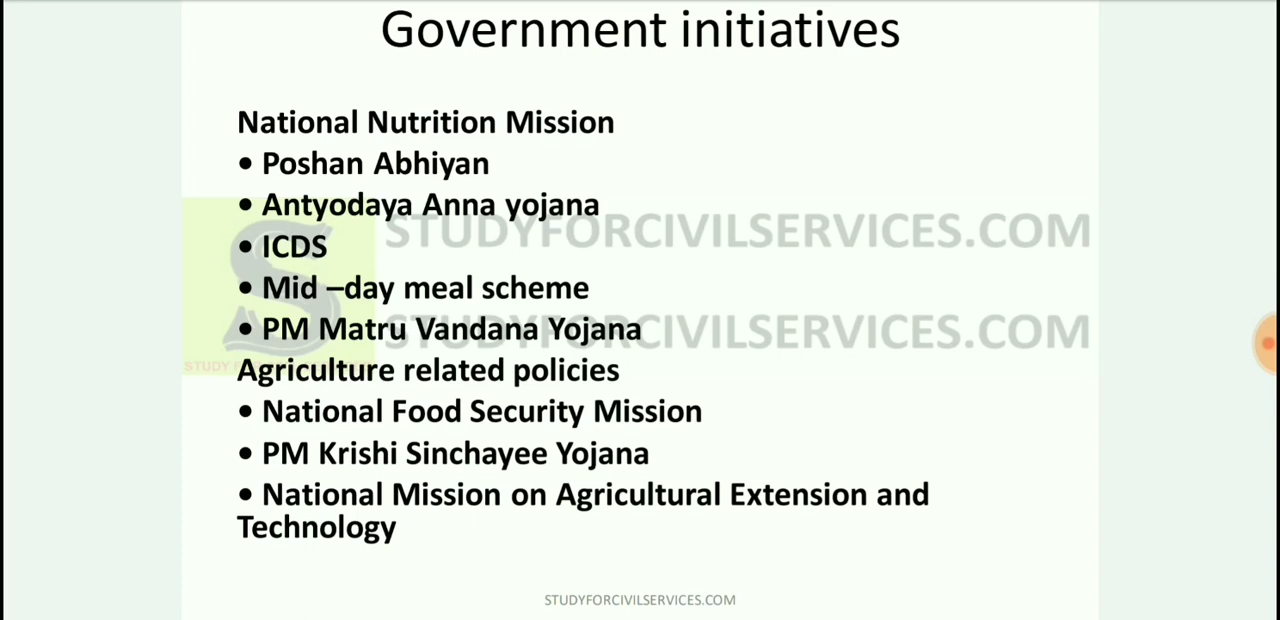 Government initiatives
National Nutrition Mission
• Poshan Abhiyan
• Antyodaya Anna yojana
STUDYFORCIVILSERVICES.COM
• ICDS
• Mid –day meal scheme
• PM Matru Vandana Yojana
STUDYFORCIVILSERVICES.COM
STUDY
Agriculture related policies
• National Food Security Mission
• PM Krishi Sinchayee Yojana
• National Mission on Agricultural Extension and
Technology
STUDYFORCIVILSERVICES.COM